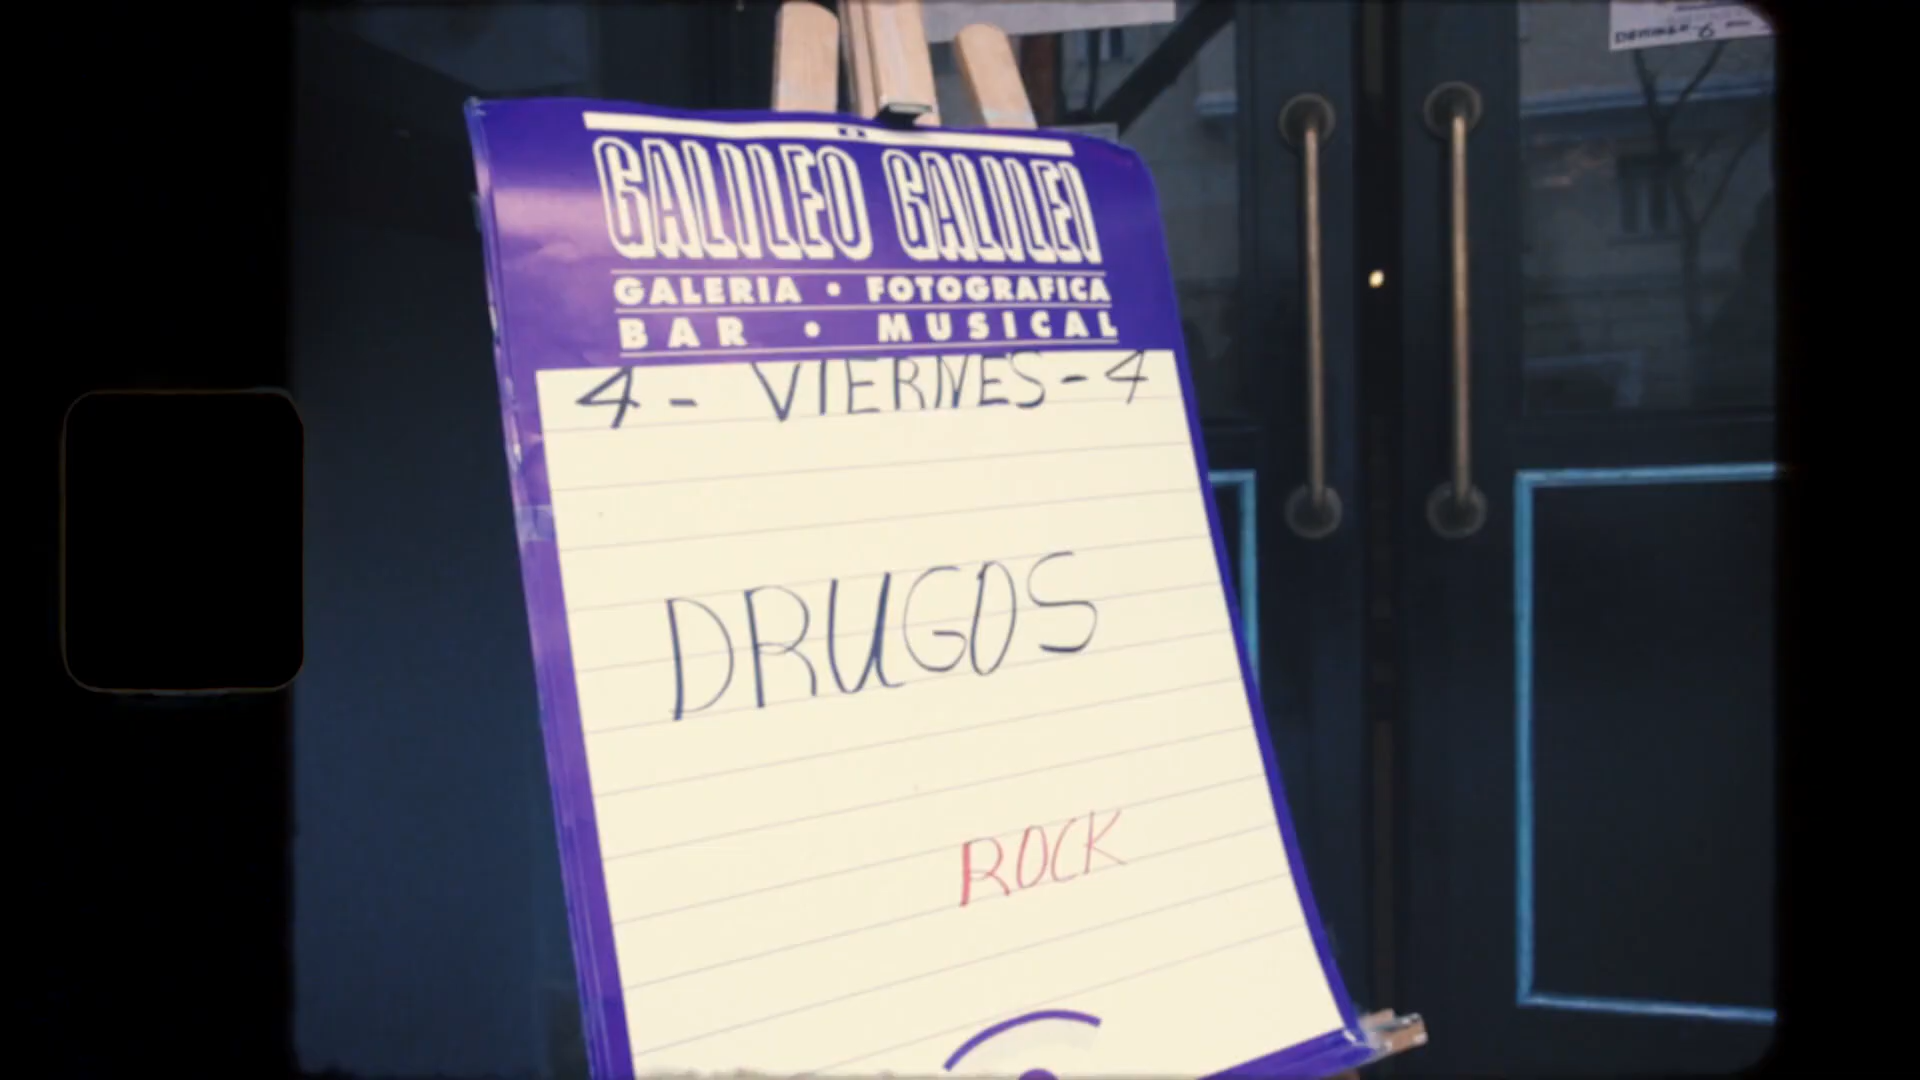 GALILEO GALILEI
GALERIA • FOTOGRAFICA
BAR • MUSICAL
4 - VIERNES - 4
DRUGOS
ROCK